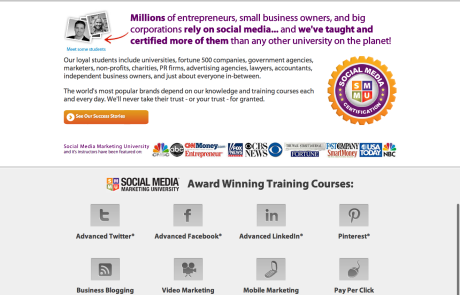 Millions of entrepreneurs, small business owners, and big
corporations rely on social media... and we've taught and
certified more of them than any other university on the planet!
Meet some students
Our loyal students include universities, fortune 500 companies, government agencies,
marketers, non-profits, charities, PR firms, advertising agencies, lawyers, accountants,
independent business owners, and just about everyone in-between.
The world's most popular brands depend on our knowledge and training courses each
and every day. We'll never take their trust - or your trust - for granted.
See Our Success Stories
SOCIAL MEDIA
SM
MU
CERTIFICATION
Social Media Marketing University
and it's instructors have been featured on:
abc
CNNMoney.com
Entrepreneur
FOX
NEWS
CBS
NEWS
FORTUNE
FAST COMPANY
SmartMoney
USA
TODAY
NBC
SM
MU
SOCIAL MEDIA
MARKETING UNIVERSITY
Award Winning Training Courses:
Advanced Twitter*
Advanced Facebook*
Advanced LinkedIn*
Pinterest*
Business Blogging
Video Marketing
Mobile Marketing
Pay Per Click